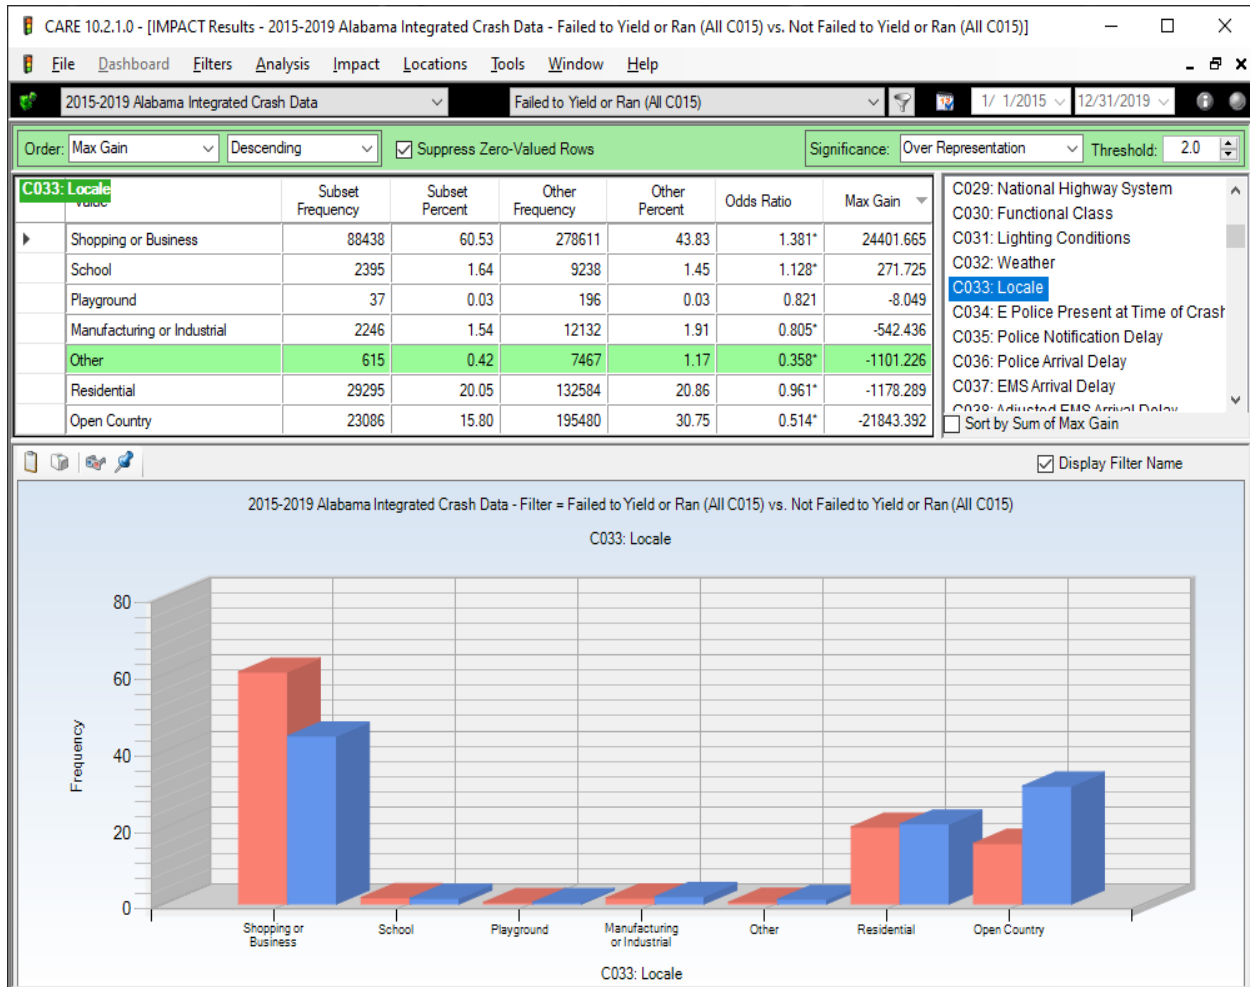 CARE 10.2.1.0 - [IMPACT Results - 2015-2019 Alabama Integrated Crash Data - Failed to Yield or Ran (All C015) vs. Not Failed to Yield or Ran (All C015)]
File Dashboard Filters Analysis Impact Locations Tools Window Help
2015-2019 Alabama Integrated Crash Data Failed to Yield or Ran (All C015) 1/ 1/2015 12/31/2019
Order: Max Gain Descending Suppress Zero-Valued Rows Significance: Over Representation Threshold: 2.0
C033: Locale
Subset Frequency Subset Percent Other Frequency Other Percent Odds Ratio Max Gain
Shopping or Business 88438 60.53 278611 43.83 1.381* 24401.665
School 2395 1.64 9238 1.45 1.128* 271.725
Playground 37 0.03 196 0.03 0.821 -8.049
Manufacturing or Industrial 2246 1.54 12132 1.91 0.805* -542.436
Other 615 0.42 7467 1.17 0.358* -1101.226
Residential 29295 20.05 132584 20.86 0.961* -1178.289
Open Country 23086 15.80 195480 30.75 0.514* -21843.392
C029: National Highway System
C030: Functional Class
C031: Lighting Conditions
C032: Weather
C033: Locale
C034: E Police Present at Time of Crash
C035: Police Notification Delay
C036: Police Arrival Delay
C037: EMS Arrival Delay
C038: Adjusted EMS Arrival Delay
Sort by Sum of Max Gain
Display Filter Name
2015-2019 Alabama Integrated Crash Data - Filter = Failed to Yield or Ran (All C015) vs. Not Failed to Yield or Ran (All C015)
C033: Locale
80
60
40
20
0
Frequency
Shopping or Business
School
Playground
Manufacturing or Industrial
Other
Residential
Open Country
C033: Locale